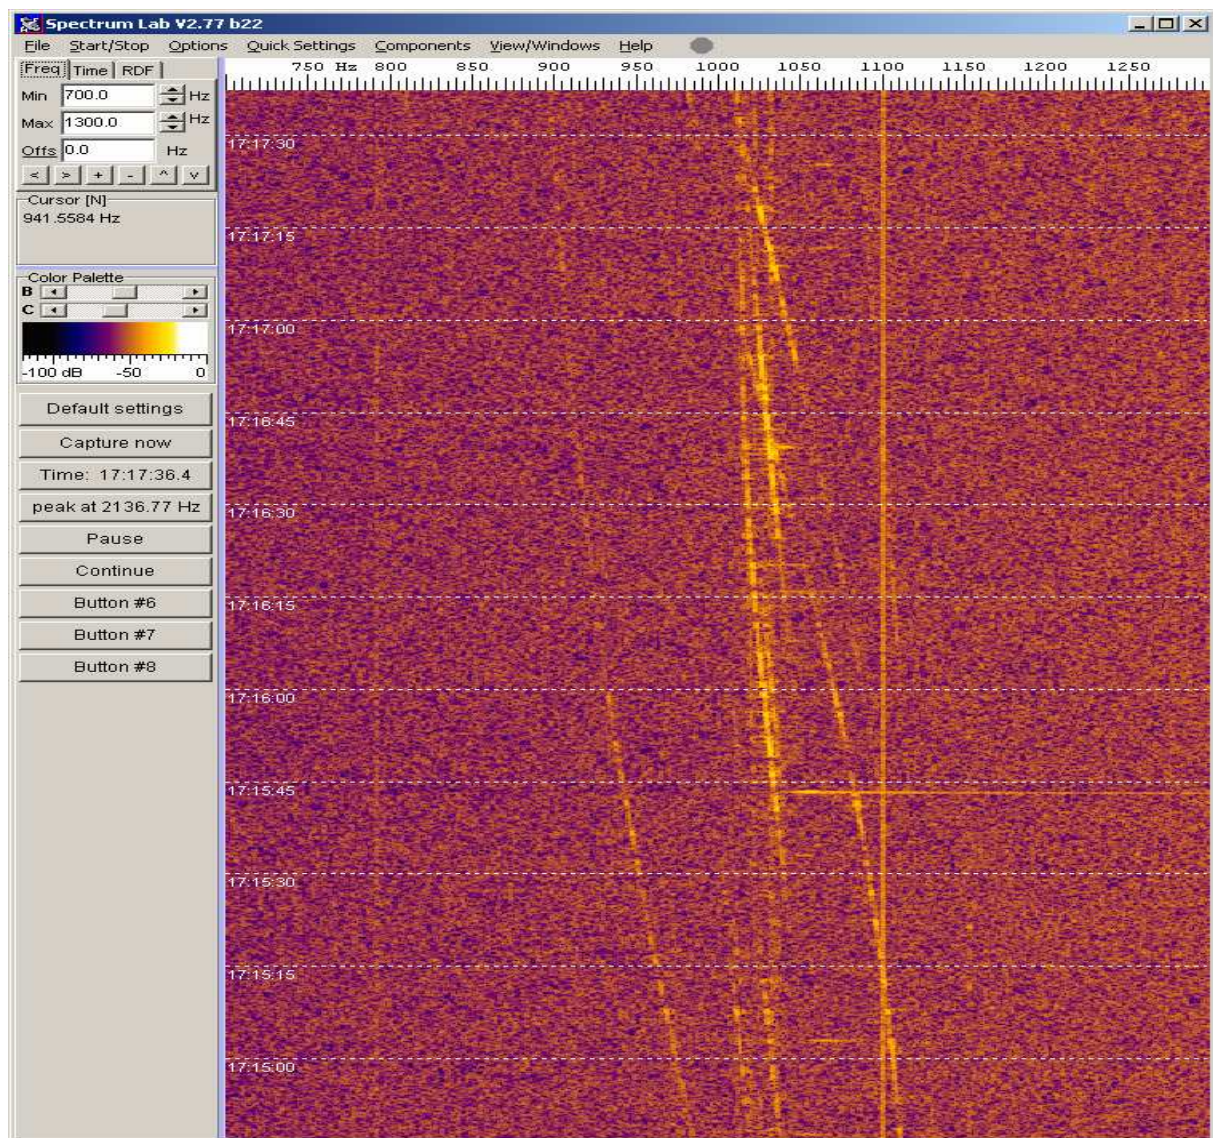 Spectrum Lab V2.77 b22
File Start/Stop Options Quick Settings Components View/Windows Help
Freq Time RDF
750 Hz 800 850 900 950 1000 1050 1100 1150 1200 1250
Min 700.0 Hz
Max 1300.0 Hz
Offs 0.0 Hz
< > + - ^ v
Cursor [N]
941.5584 Hz
Color Palette
B
C
-100 dB -50 0
Default settings
Capture now
Time: 17:17:36.4
peak at 2136.77 Hz
Pause
Continue
Button #6
Button #7
Button #8
17:17:30
17:17:15
17:17:00
17:16:45
17:16:30
17:16:15
17:16:00
17:15:45
17:15:30
17:15:15
17:15:00